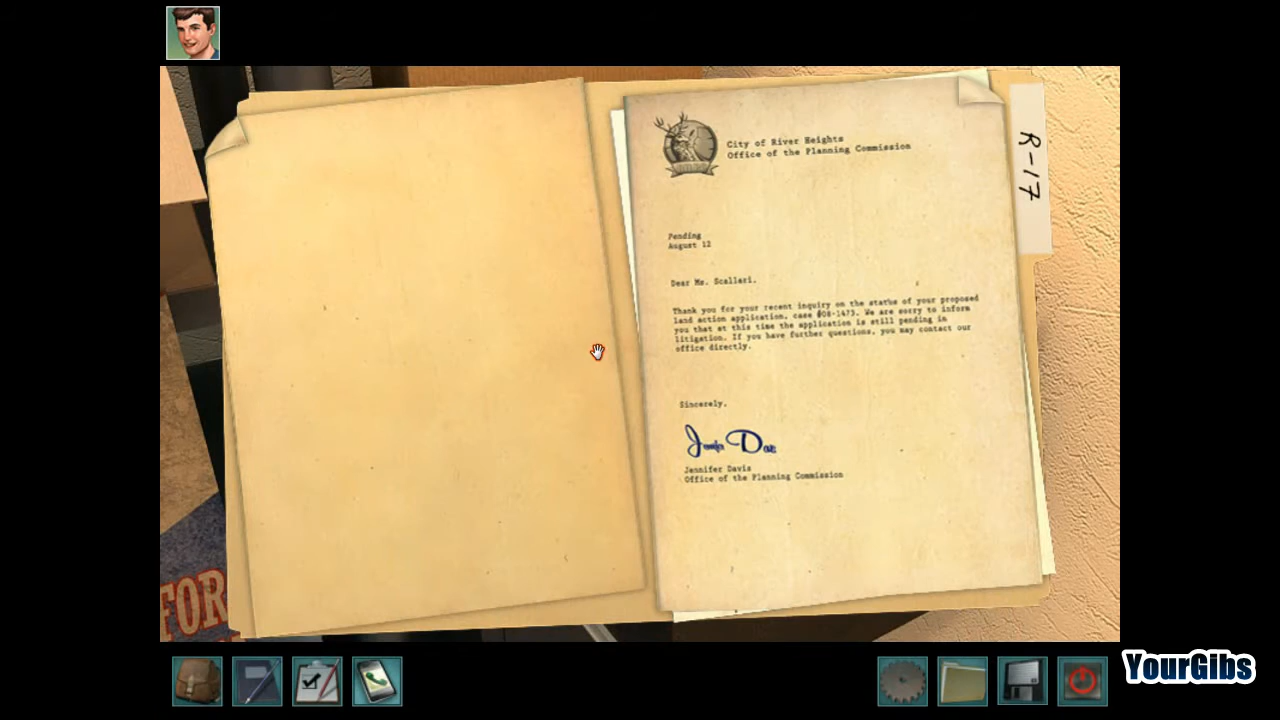 City of River Heights
Office of the Planning Commission
R-17
Pending
August 12
Dear Ms. Scallari,
Thank you for your recent inquiry on the status of your proposed
land action application, case #08-1473. We are sorry to inform
you that at this time the application is still pending in
litigation. If you have further questions, you may contact our
office directly.
Sincerely,
Jennifer Davis
Office of the Planning Commission
FOR
YourGibs